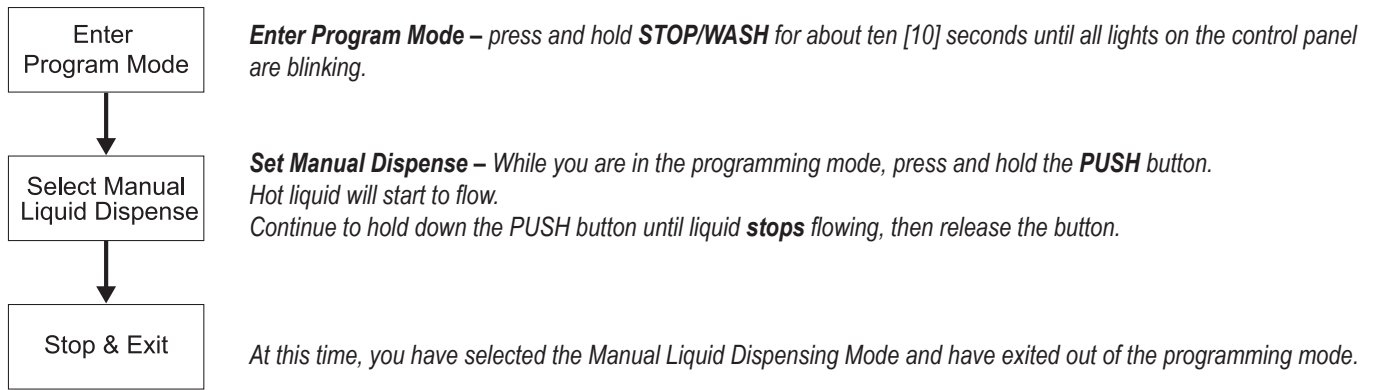 Enter
Program Mode
Enter Program Mode – press and hold STOP/WASH for about ten [10] seconds until all lights on the control panel
are blinking.
Select Manual
Liquid Dispense
Set Manual Dispense – While you are in the programming mode, press and hold the PUSH button.
Hot liquid will start to flow.
Continue to hold down the PUSH button until liquid stops flowing, then release the button.
Stop & Exit
At this time, you have selected the Manual Liquid Dispensing Mode and have exited out of the programming mode.